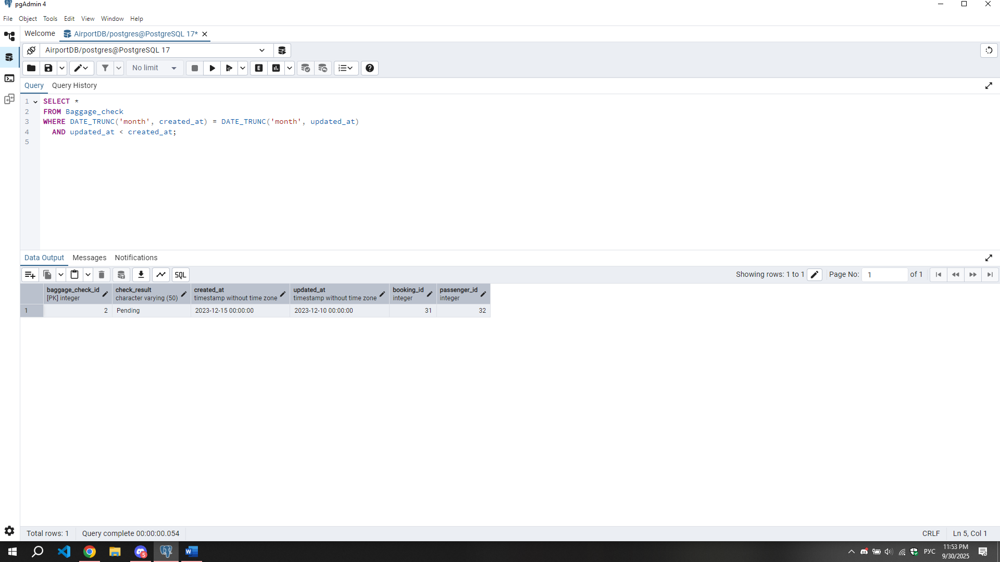 pgAdmin 4
File Object Tools Edit View Window Help
Welcome AirportDB/postgres@PostgreSQL 17*
AirportDB/postgres@PostgreSQL 17
No limit
Query Query History
1 SELECT *
2 FROM Baggage_check
3 WHERE DATE_TRUNC('month', created_at) = DATE_TRUNC('month', updated_at)
4 AND updated_at < created_at;
5
Data Output Messages Notifications
SQL Showing rows: 1 to 1 Page No: 1 of 1
baggage_check_id check_result created_at updated_at booking_id passenger_id
[PK] integer character varying (50) timestamp without time zone timestamp without time zone integer integer
1 2 Pending 2023-12-15 00:00:00 2023-12-10 00:00:00 31 32
Total rows: 1 Query complete 00:00:00.054 CRLF Ln 5, Col 1
5 РУС 11:53 PM
9/30/2025